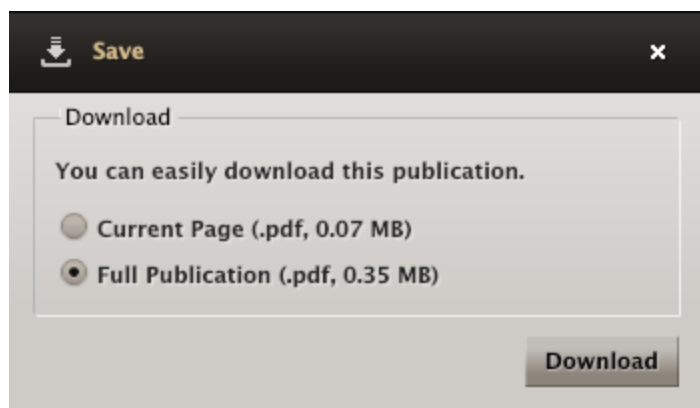 Save
Download
You can easily download this publication.
Current Page (.pdf, 0.07 MB)
Full Publication (.pdf, 0.35 MB)
Download